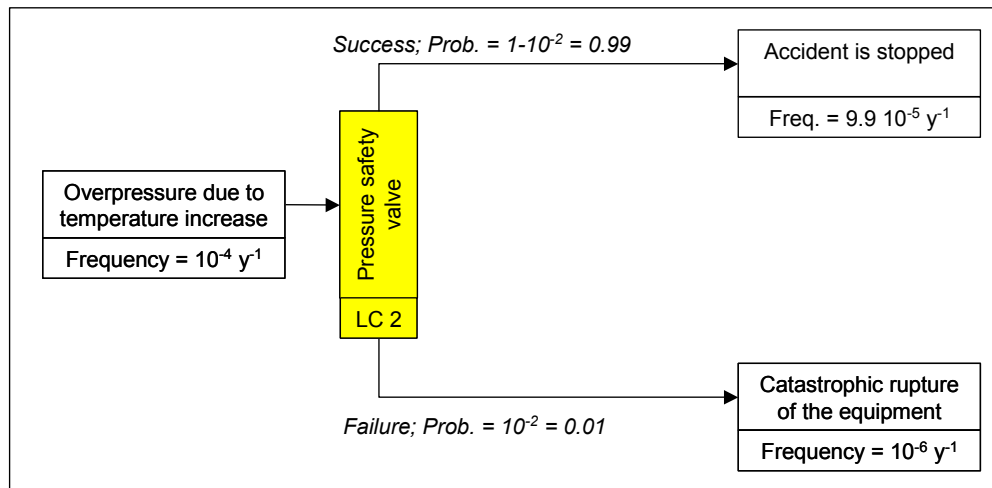 Success; Prob. = 1-10⁻² = 0.99
Accident is stopped
Freq. = 9.9 10⁻⁵ y⁻¹
Pressure safety
valve
LC 2
Overpressure due to
temperature increase
Frequency = 10⁻⁴ y⁻¹
Catastrophic rupture
of the equipment
Frequency = 10⁻⁶ y⁻¹
Failure; Prob. = 10⁻² = 0.01